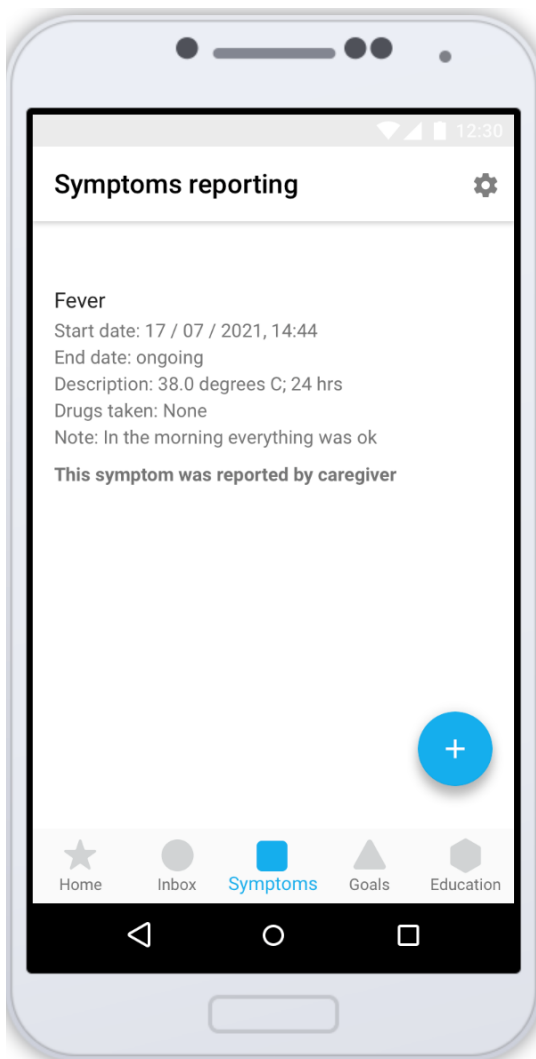 12:30
Symptoms reporting
Fever
Start date: 17 / 07 / 2021, 14:44
End date: ongoing
Description: 38.0 degrees C; 24 hrs
Drugs taken: None
Note: In the morning everything was ok
This symptom was reported by caregiver
+
Home Inbox Symptoms Goals Education